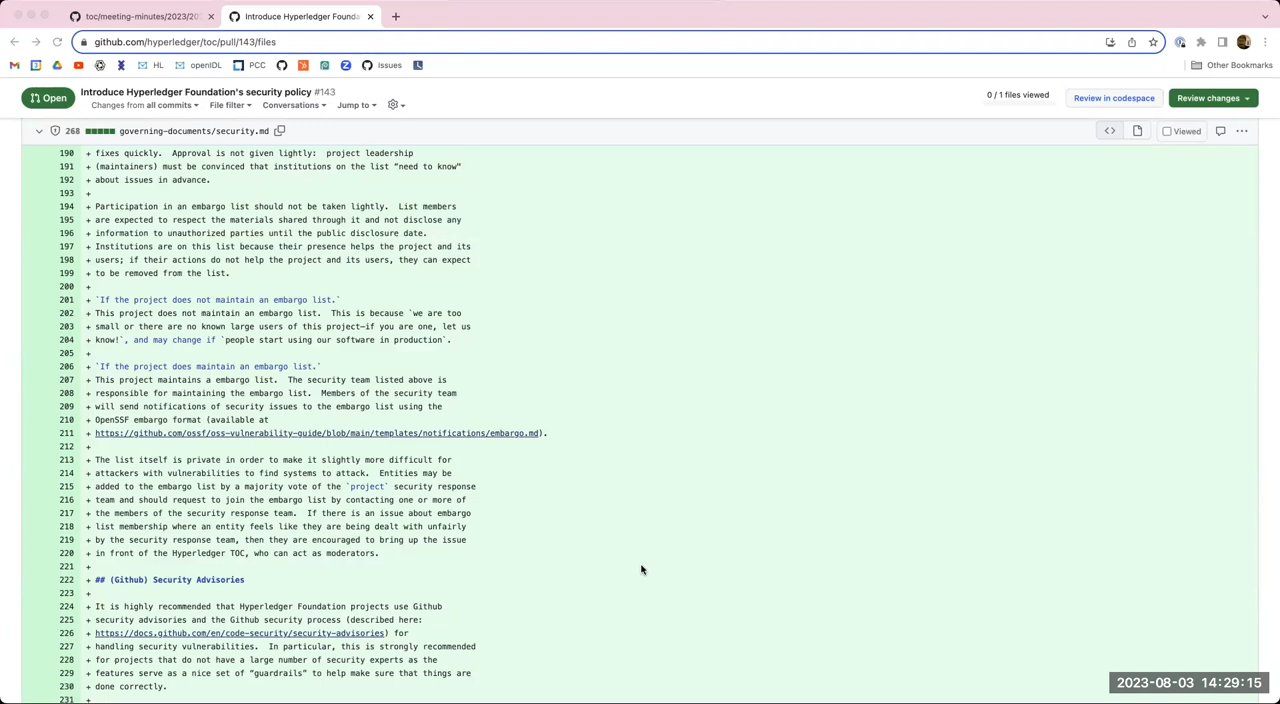 toc/meeting-minutes/2023/202
Introduce Hyperledger Founda
github.com/hyperledger/toc/pull/143/files
HL
openIDL
PCC
Issues
Other Bookmarks
Open
Introduce Hyperledger Foundation's security policy #143
Changes from all commits
File filter
Conversations
Jump to
0 / 1 files viewed
Review in codespace
Review changes
268
governing-documents/security.md
Viewed
190 + fixes quickly.  Approval is not given lightly:  project leadership
191 + (maintainers) must be convinced that institutions on the list “need to know”
192 + about issues in advance.
193 +
194 + Participation in an embargo list should not be taken lightly.  List members
195 + are expected to respect the materials shared through it and not disclose any
196 + information to unauthorized parties until the public disclosure date.
197 + Institutions are on this list because their presence helps the project and its
198 + users; if their actions do not help the project and its users, they can expect
199 + to be removed from the list.
200 +
201 + `If the project does not maintain an embargo list.`
202 + This project does not maintain an embargo list.  This is because `we are too
203 + small or there are no known large users of this project—if you are one, let us
204 + know!`, and may change if `people start using our software in production`.
205 +
206 + `If the project does maintain an embargo list.`
207 + This project maintains a embargo list.  The security team listed above is
208 + responsible for maintaining the embargo list.  Members of the security team
209 + will send notifications of security issues to the embargo list using the
210 + OpenSSF embargo format (available at
211 + https://github.com/ossf/oss-vulnerability-guide/blob/main/templates/notifications/embargo.md).
212 +
213 + The list itself is private in order to make it slightly more difficult for
214 + attackers with vulnerabilities to find systems to attack.  Entities may be
215 + added to the embargo list by a majority vote of the `project` security response
216 + team and should request to join the embargo list by contacting one or more of
217 + the members of the security response team.  If there is an issue about embargo
218 + list membership where an entity feels like they are being dealt with unfairly
219 + by the security response team, then they are encouraged to bring up the issue
220 + in front of the Hyperledger TOC, who can act as moderators.
221 +
222 + ## (Github) Security Advisories
223 +
224 + It is highly recommended that Hyperledger Foundation projects use Github
225 + security advisories and the Github security process (described here:
226 + https://docs.github.com/en/code-security/security-advisories) for
227 + handling security vulnerabilities.  In particular, this is strongly recommended
228 + for projects that do not have a large number of security experts as the
229 + features serve as a nice set of “guardrails” to help make sure that things are
230 + done correctly.
231 +
2023-08-03 14:29:15